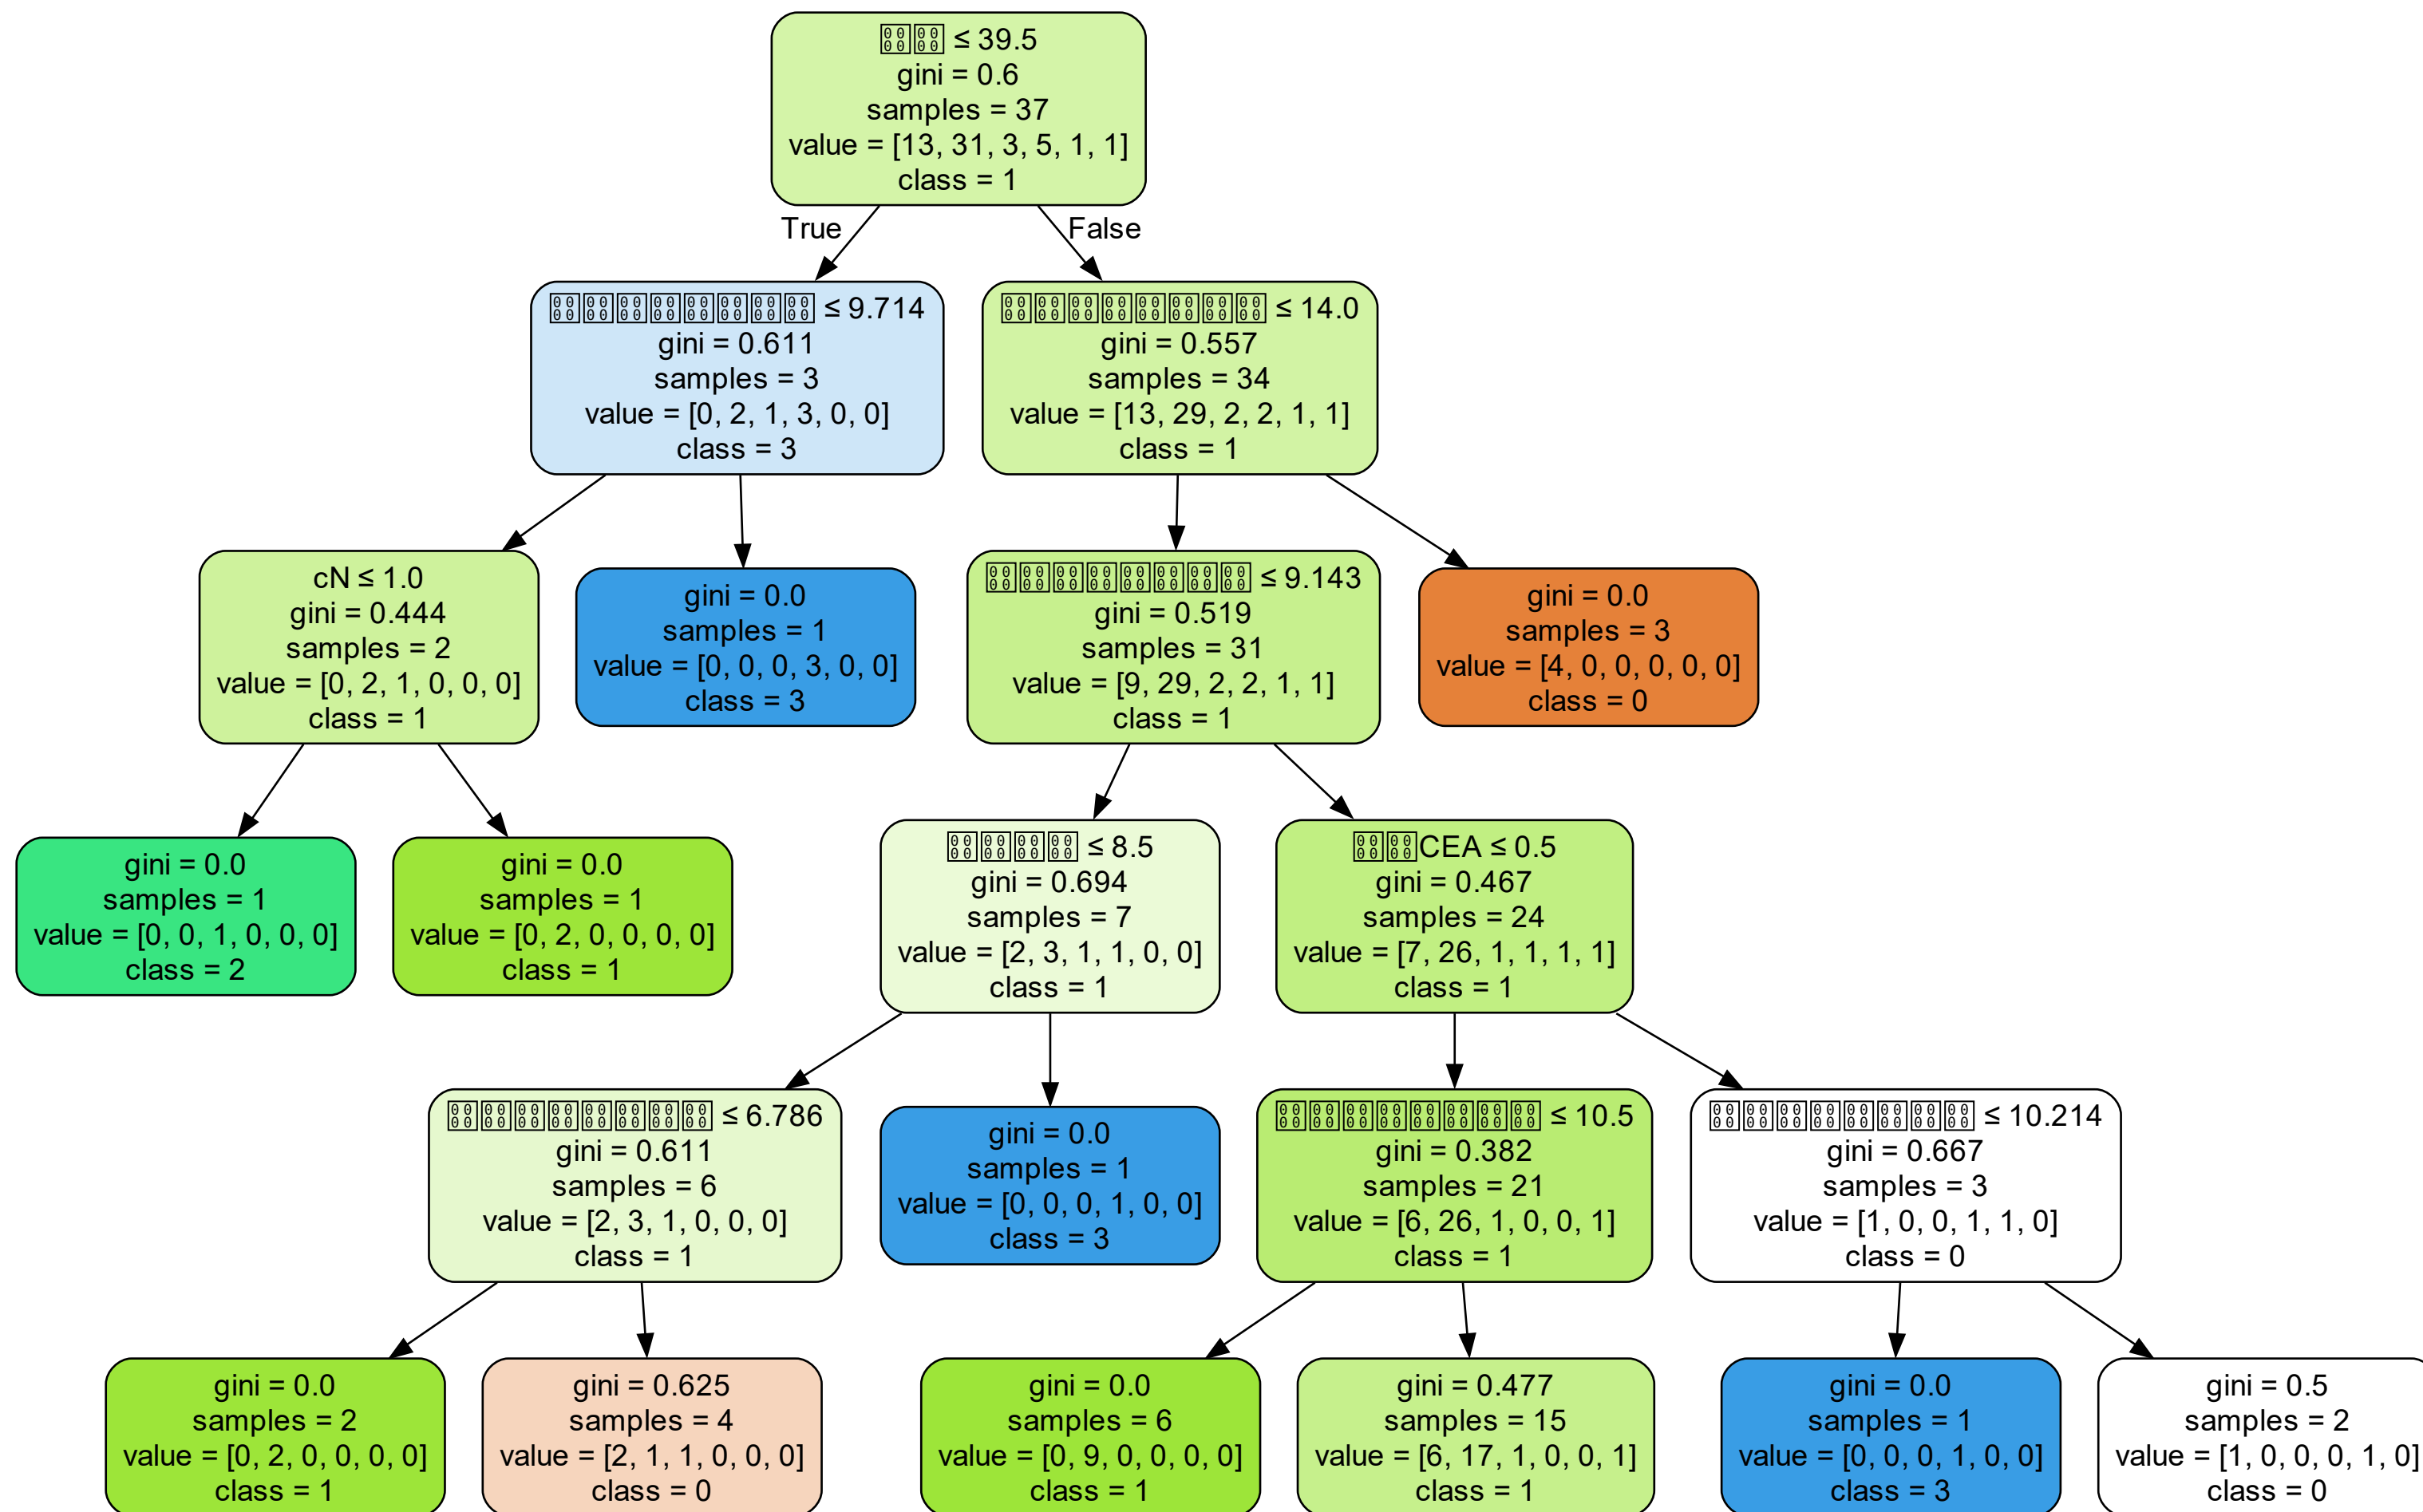 ≤ 39.5
gini = 0.6
samples = 37
value = [13, 31, 3, 5, 1, 1]
class = 1
True
False
≤ 9.714
gini = 0.611
samples = 3
value = [0, 2, 1, 3, 0, 0]
class = 3
≤ 14.0
gini = 0.557
samples = 34
value = [13, 29, 2, 2, 1, 1]
class = 1
cN ≤ 1.0
gini = 0.444
samples = 2
value = [0, 2, 1, 0, 0, 0]
class = 1
gini = 0.0
samples = 1
value = [0, 0, 0, 3, 0, 0]
class = 3
≤ 9.143
gini = 0.519
samples = 31
value = [9, 29, 2, 2, 1, 1]
class = 1
gini = 0.0
samples = 3
value = [4, 0, 0, 0, 0, 0]
class = 0
gini = 0.0
samples = 1
value = [0, 0, 1, 0, 0, 0]
class = 2
gini = 0.0
samples = 1
value = [0, 2, 0, 0, 0, 0]
class = 1
≤ 8.5
gini = 0.694
samples = 7
value = [2, 3, 1, 1, 0, 0]
class = 1
CEA ≤ 0.5
gini = 0.467
samples = 24
value = [7, 26, 1, 1, 1, 1]
class = 1
≤ 6.786
gini = 0.611
samples = 6
value = [2, 3, 1, 0, 0, 0]
class = 1
gini = 0.0
samples = 1
value = [0, 0, 0, 1, 0, 0]
class = 3
≤ 10.5
gini = 0.382
samples = 21
value = [6, 26, 1, 0, 0, 1]
class = 1
≤ 10.214
gini = 0.667
samples = 3
value = [1, 0, 0, 1, 1, 0]
class = 0
gini = 0.0
samples = 2
value = [0, 2, 0, 0, 0, 0]
class = 1
gini = 0.625
samples = 4
value = [2, 1, 1, 0, 0, 0]
class = 0
gini = 0.0
samples = 6
value = [0, 9, 0, 0, 0, 0]
class = 1
gini = 0.477
samples = 15
value = [6, 17, 1, 0, 0, 1]
class = 1
gini = 0.0
samples = 1
value = [0, 0, 0, 1, 0, 0]
class = 3
gini = 0.5
samples = 2
value = [1, 0, 0, 0, 1, 0]
class = 0